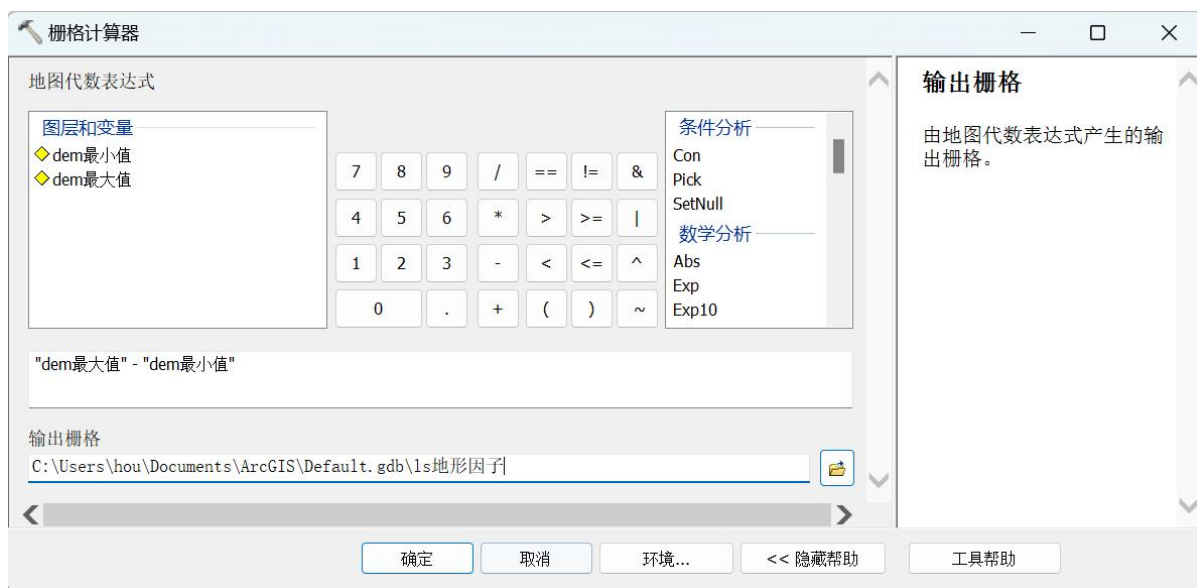 栅格计算器
地图代数表达式
图层和变量
dem最小值
dem最大值
7 8 9 / == != &
4 5 6 * > >= |
1 2 3 - < <= ^
0 . + ( ) ~
条件分析
Con
Pick
SetNull
数学分析
Abs
Exp
Exp10
"dem最大值" - "dem最小值"
输出栅格
C:\Users\hou\Documents\ArcGIS\Default.gdb\ls地形因子
输出栅格
由地图代数表达式产生的输
出栅格。
确定 取消 环境... << 隐藏帮助 工具帮助